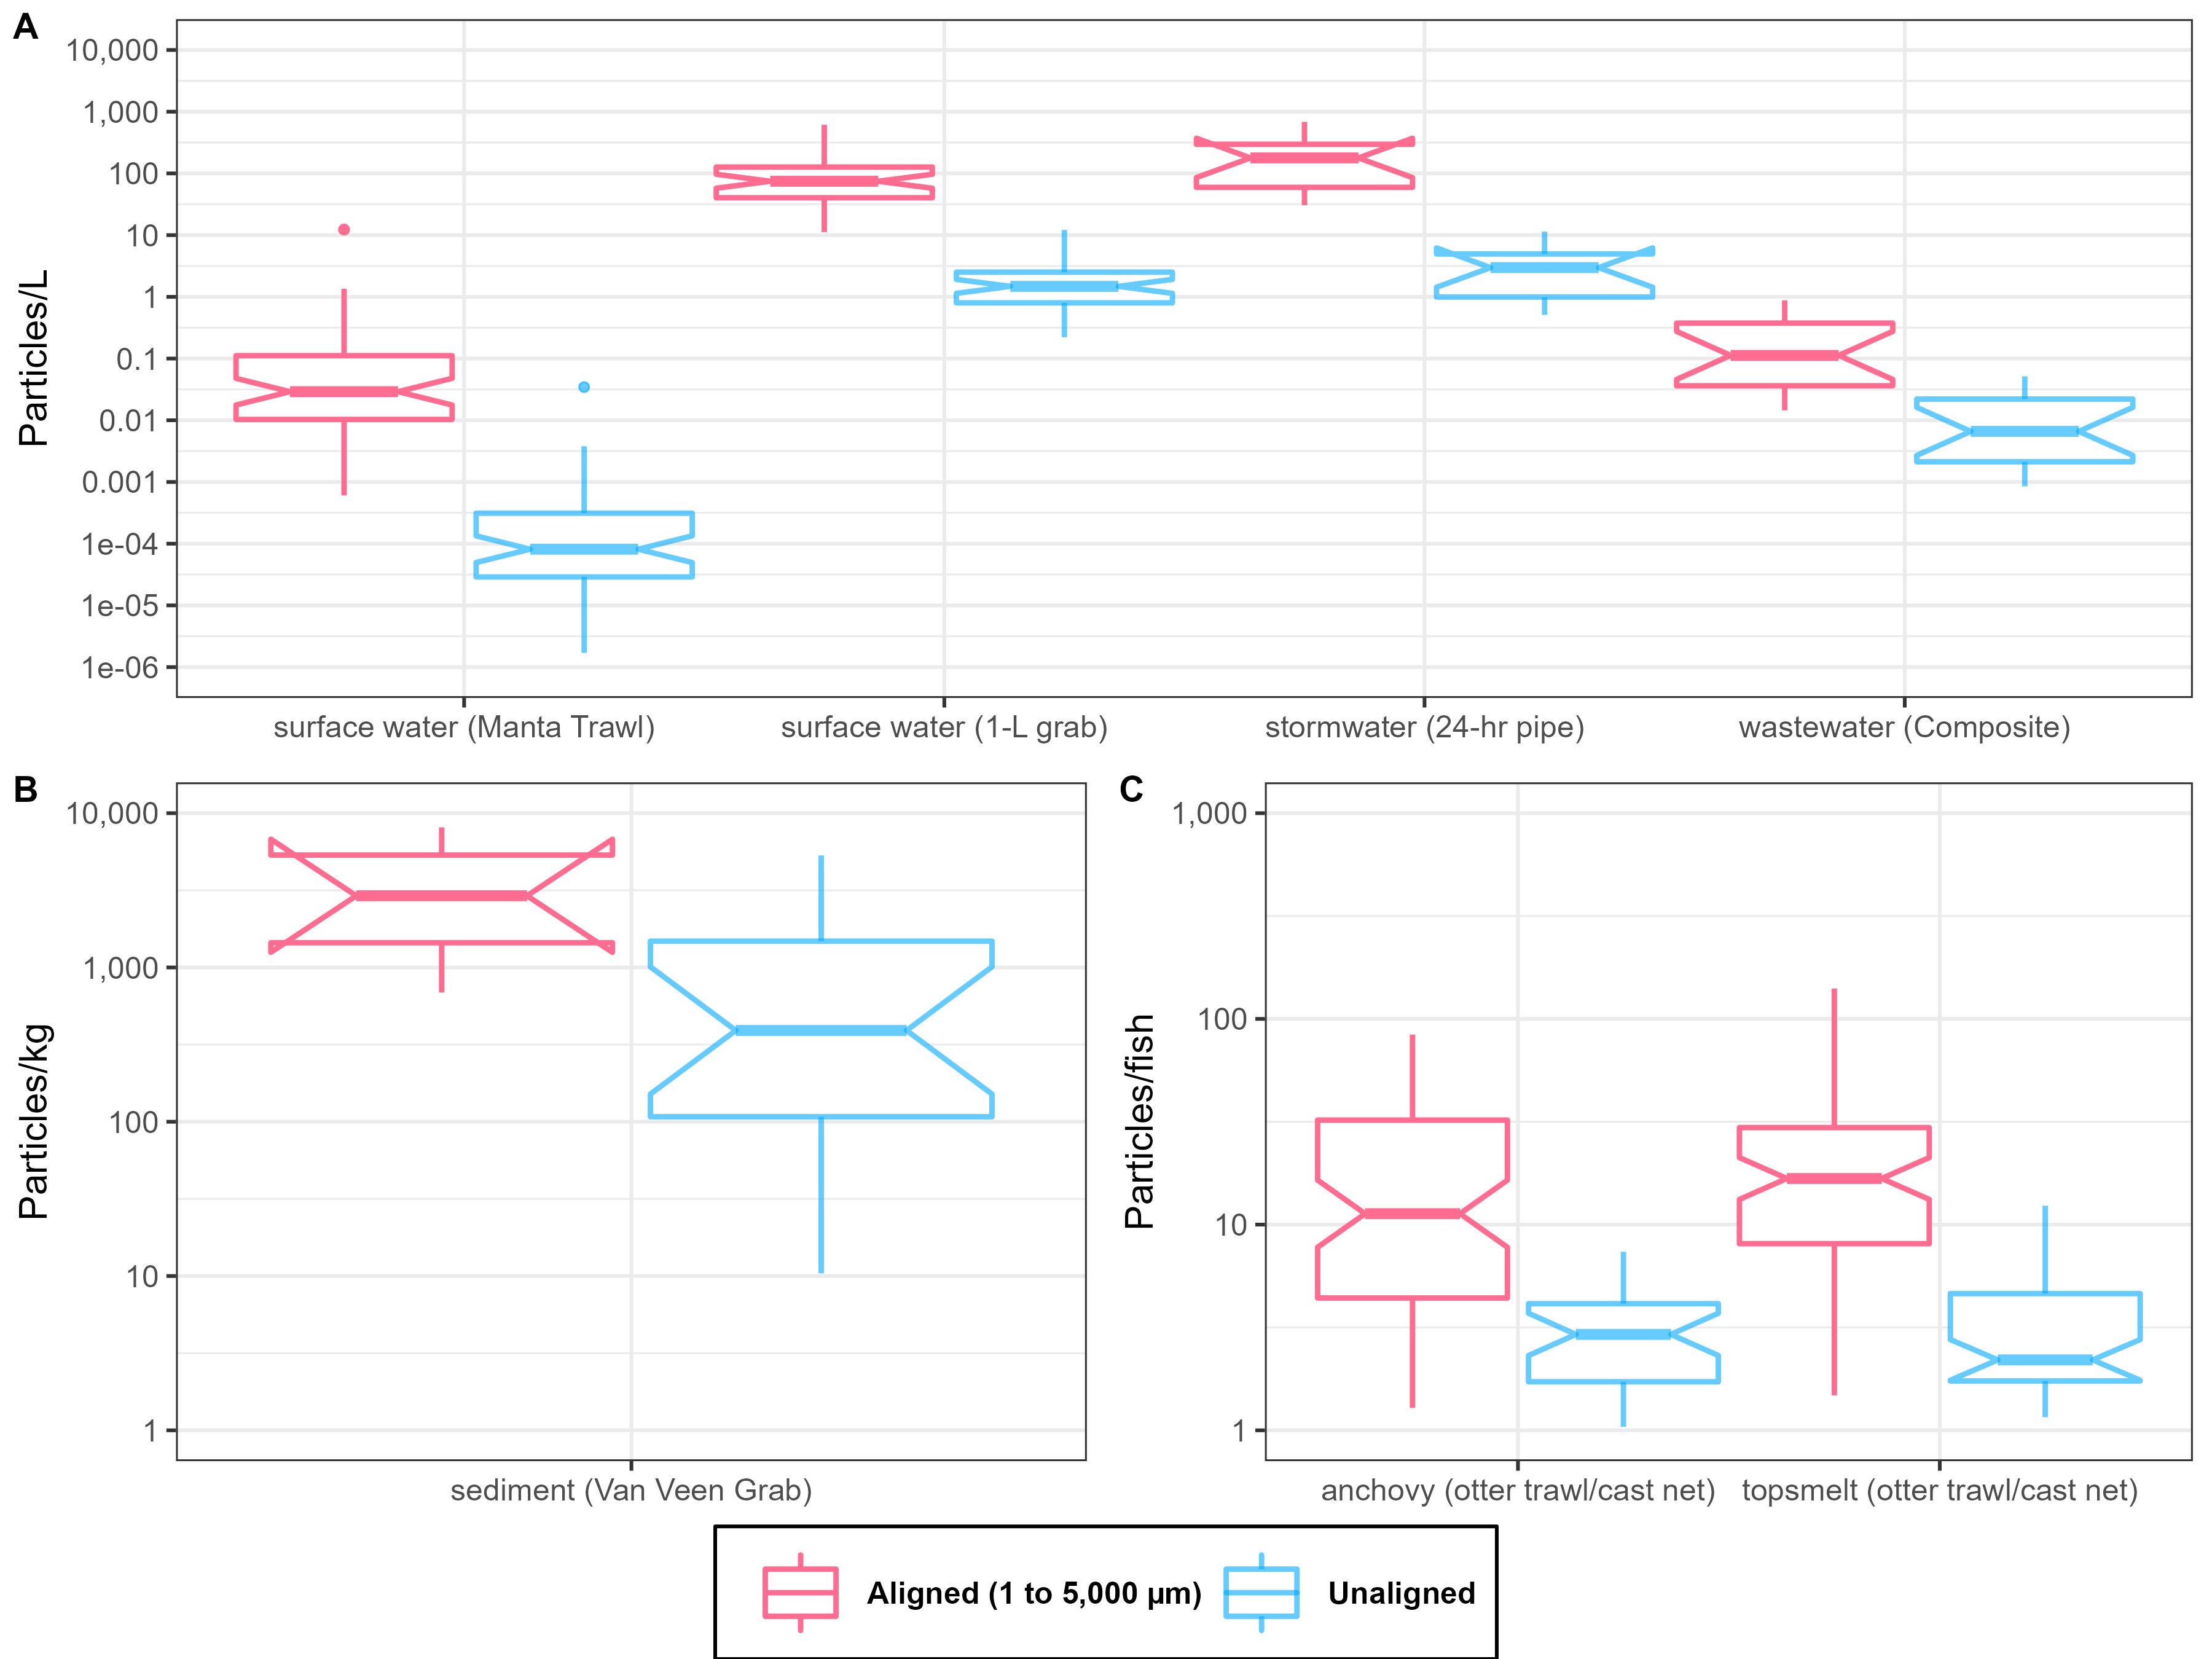 A
10,000
1,000
100
10
1
0.1
0.01
0.001
1e-04
1e-05
1e-06
Particles/L
surface water (Manta Trawl)
surface water (1-L grab)
stormwater (24-hr pipe)
wastewater (Composite)
B
10,000
1,000
100
10
1
Particles/kg
sediment (Van Veen Grab)
C
1,000
100
10
1
Particles/fish
anchovy (otter trawl/cast net)
topsmelt (otter trawl/cast net)
Aligned (1 to 5,000 µm)
Unaligned